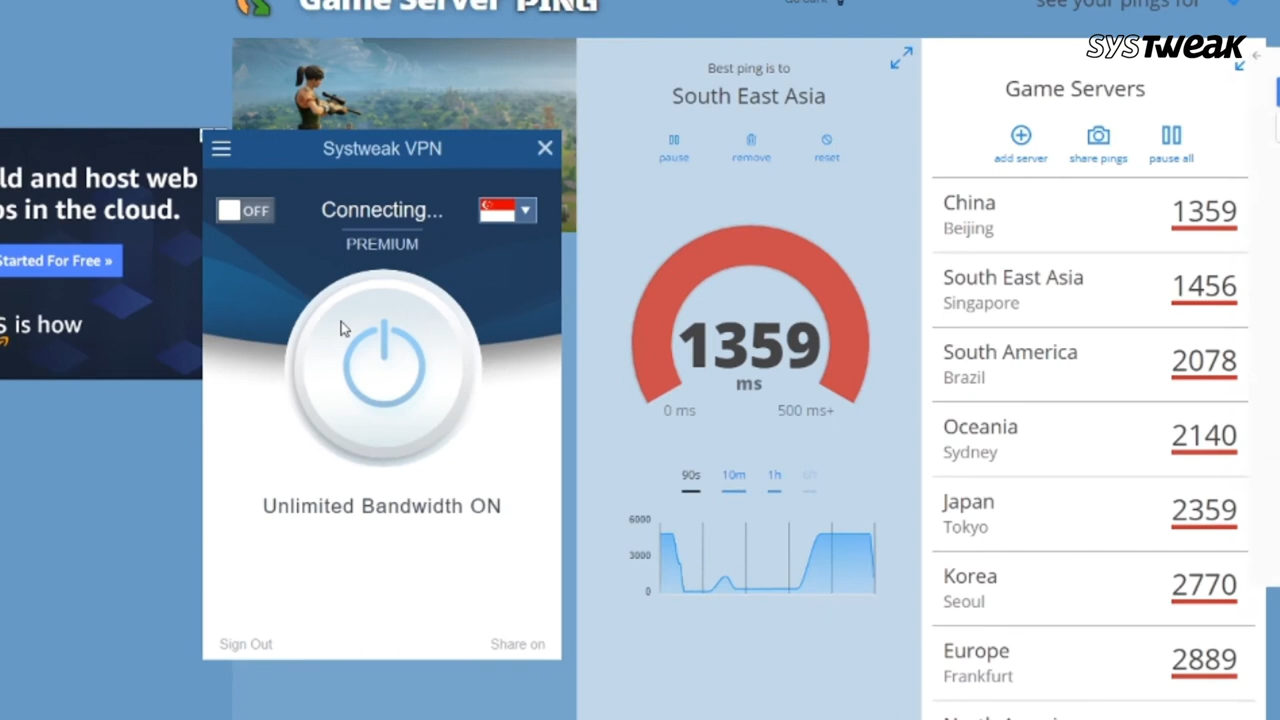 Game Server PING
see your pings for
SYSTWEAK
ld and host web
os in the cloud.
Started For Free »
S is how
Systweak VPN
OFF
Connecting...
PREMIUM
Unlimited Bandwidth ON
Sign Out
Share on
Best ping is to
South East Asia
pause
remove
reset
1359
ms
0 ms
500 ms+
90s
10m
1h
6000
3000
0
Game Servers
add server
share pings
pause all
China
Beijing
1359
South East Asia
Singapore
1456
South America
Brazil
2078
Oceania
Sydney
2140
Japan
Tokyo
2359
Korea
Seoul
2770
Europe
Frankfurt
2889